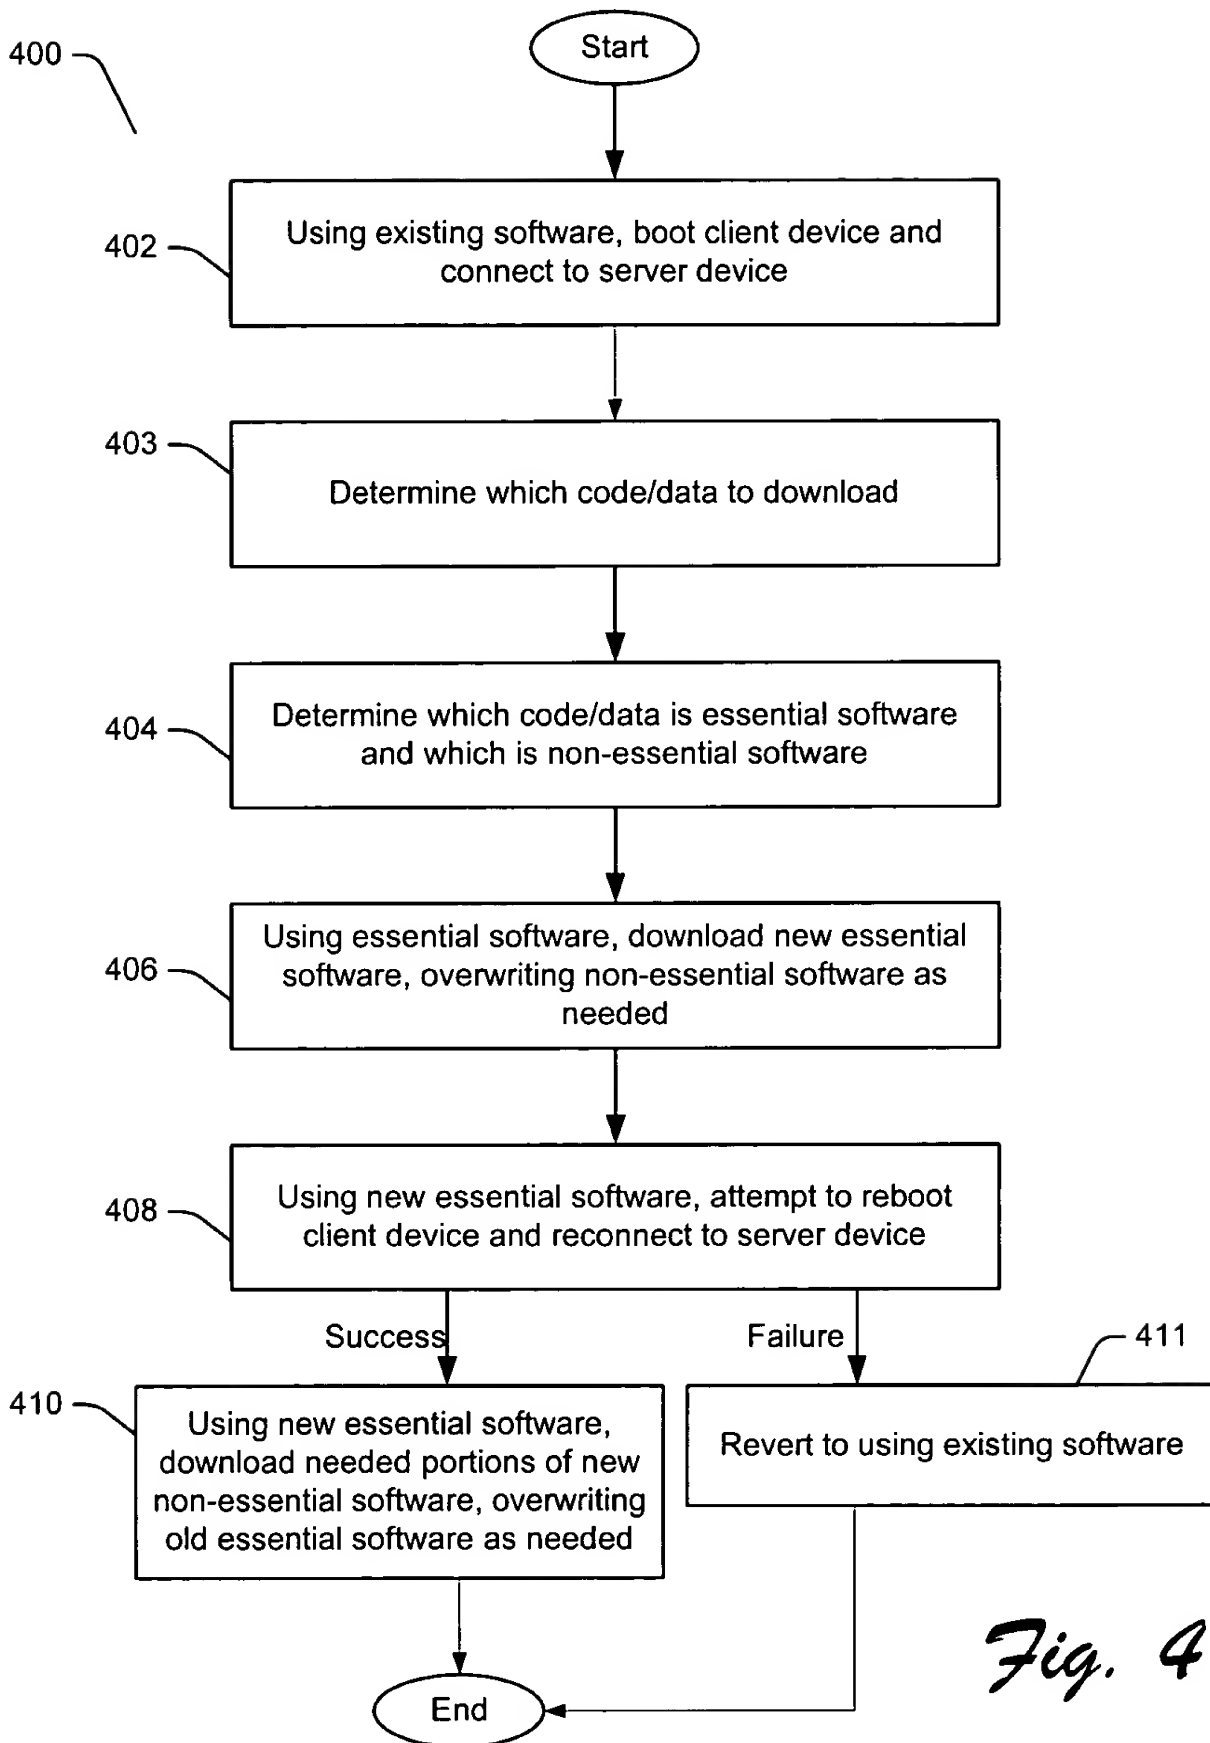 Start
400
402
Using existing software, boot client device and
connect to server device
403
Determine which code/data to download
404
Determine which code/data is essential software
and which is non-essential software
406
Using essential software, download new essential
software, overwriting non-essential software as
needed
408
Using new essential software, attempt to reboot
client device and reconnect to server device
Success
Failure
411
410
Using new essential software,
download needed portions of new
non-essential software, overwriting
old essential software as needed
Revert to using existing software
End
Fig. 4